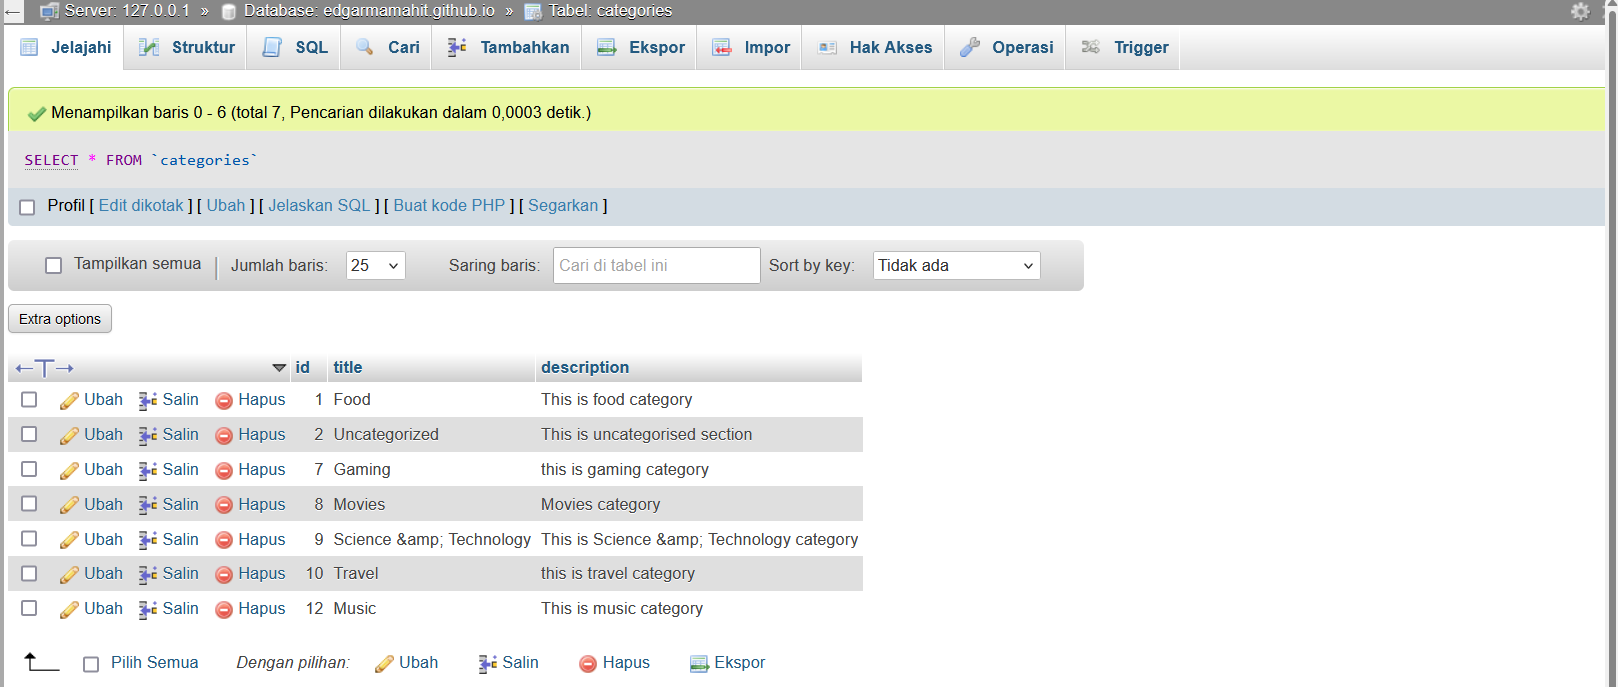 Server: 127.0.0.1 » Database: edgarmamahit.github.io » Tabel: categories
Jelajahi Struktur SQL Cari Tambahkan Ekspor Impor Hak Akses Operasi Trigger
Menampilkan baris 0 - 6 (total 7, Pencarian dilakukan dalam 0,0003 detik.)
SELECT * FROM `categories`
Profil [ Edit dikotak ] [ Ubah ] [ Jelaskan SQL ] [ Buat kode PHP ] [ Segarkan ]
Tampilkan semua | Jumlah baris: 25 Saring baris: Cari di tabel ini Sort by key: Tidak ada
Extra options
←T→ id title description
Ubah Salin Hapus 1 Food This is food category
Ubah Salin Hapus 2 Uncategorized This is uncategorised section
Ubah Salin Hapus 7 Gaming this is gaming category
Ubah Salin Hapus 8 Movies Movies category
Ubah Salin Hapus 9 Science &amp; Technology This is Science &amp; Technology category
Ubah Salin Hapus 10 Travel this is travel category
Ubah Salin Hapus 12 Music This is music category
Pilih Semua Dengan pilihan: Ubah Salin Hapus Ekspor